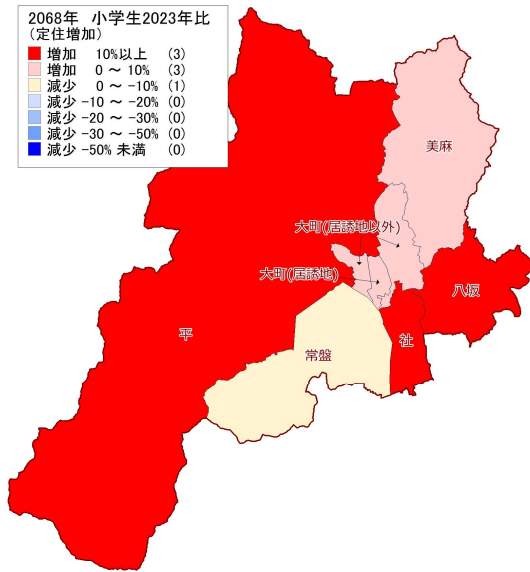 2068年 小学生2023年比
(定住増加)
増加 10%以上 (3)
増加 0 ～ 10% (3)
減少 0 ～ -10% (1)
減少 -10 ～ -20% (0)
減少 -20 ～ -30% (0)
減少 -30 ～ -50% (0)
減少 -50% 未満 (0)
美麻
大町(居誘地以外)
大町(居誘地)
八坂
平
社
常盤